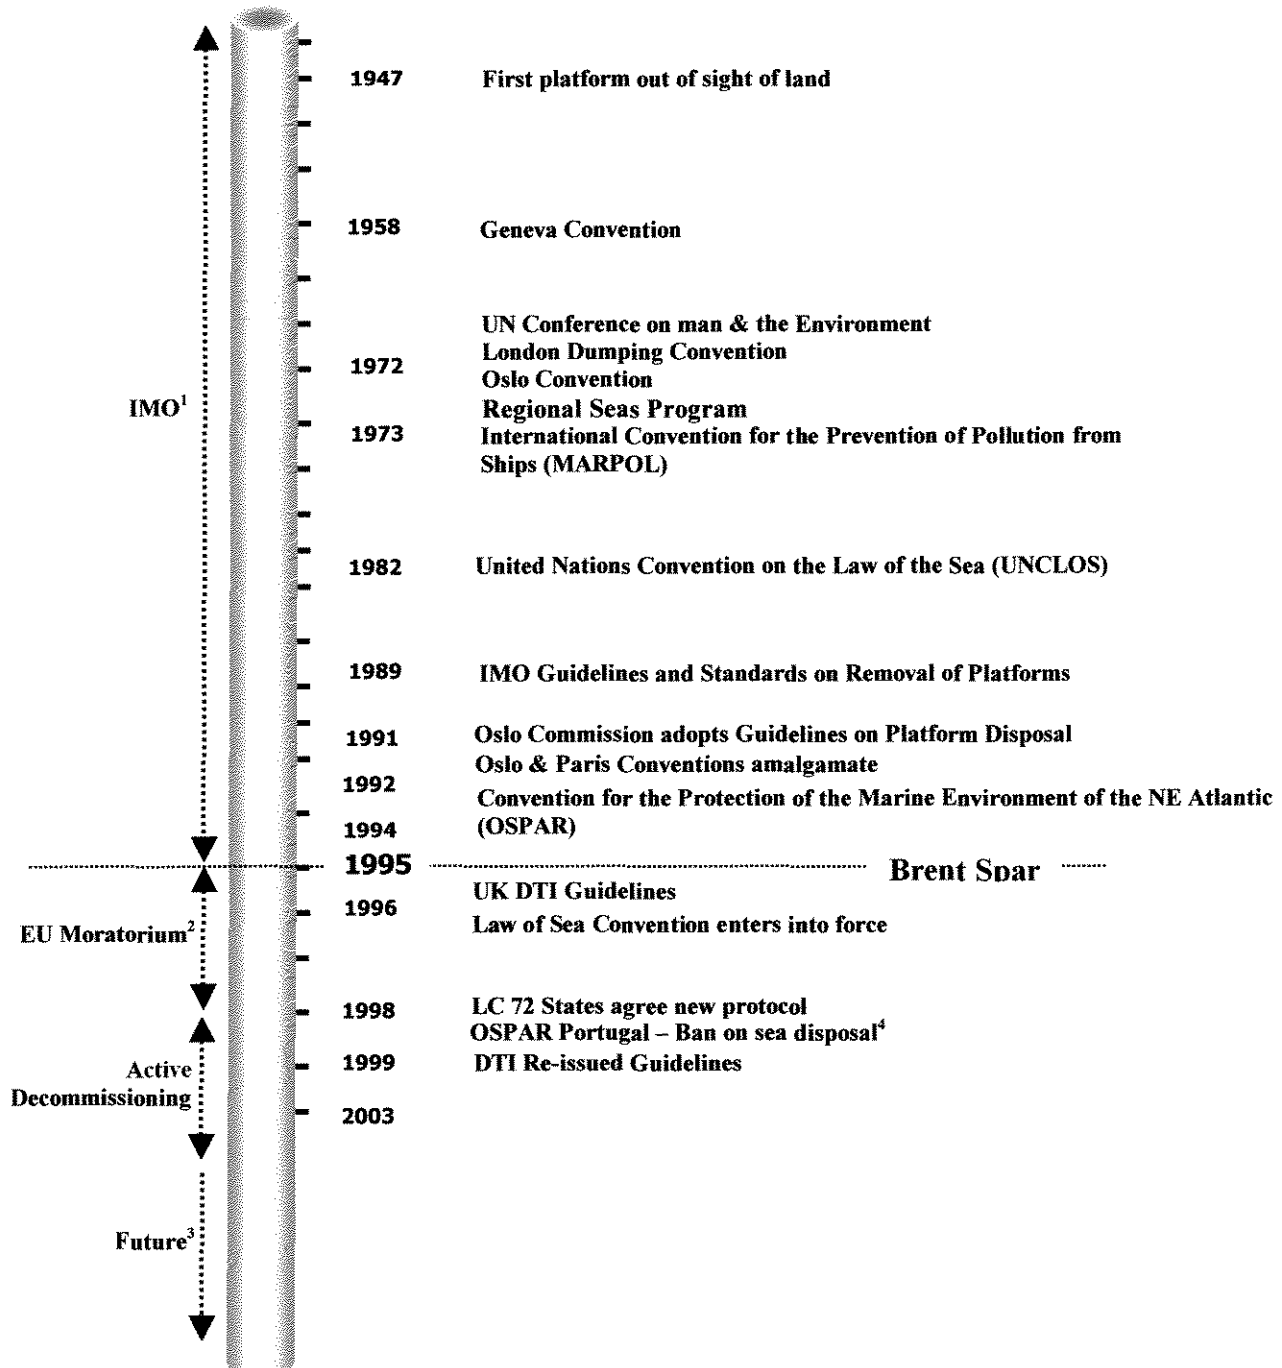 1947 First platform out of sight of land
1958 Geneva Convention
UN Conference on man & the Environment
London Dumping Convention
1972
Oslo Convention
IMO¹
Regional Seas Program
1973 International Convention for the Prevention of Pollution from
Ships (MARPOL)
1982 United Nations Convention on the Law of the Sea (UNCLOS)
1989 IMO Guidelines and Standards on Removal of Platforms
1991 Oslo Commission adopts Guidelines on Platform Disposal
Oslo & Paris Conventions amalgamate
1992
Convention for the Protection of the Marine Environment of the NE Atlantic
1994 (OSPAR)
1995 Brent Spar
UK DTI Guidelines
1996
Law of Sea Convention enters into force
EU Moratorium²
1998 LC 72 States agree new protocol
OSPAR Portugal – Ban on sea disposal⁴
1999 DTI Re-issued Guidelines
Active
Decommissioning
2003
Future³